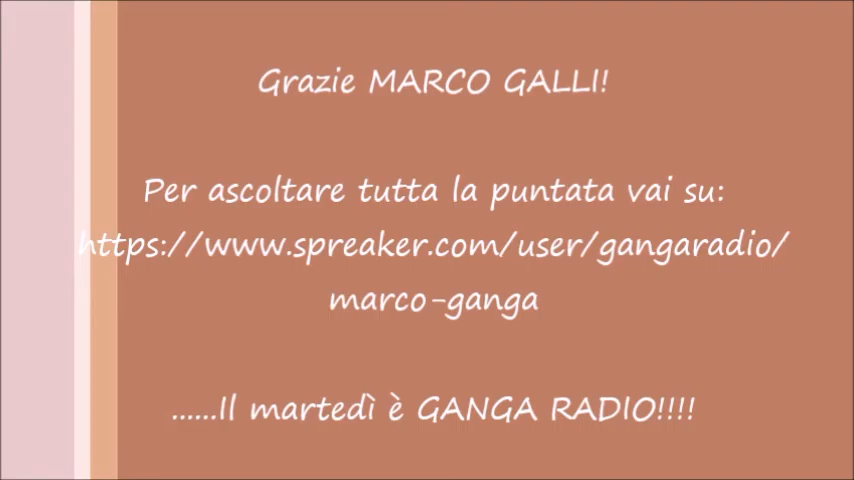 Grazie MARCO GALLI!
Per ascoltare tutta la puntata vai su:
https://www.spreaker.com/user/gangaradio/
marco-ganga
......Il martedì è GANGA RADIO!!!!